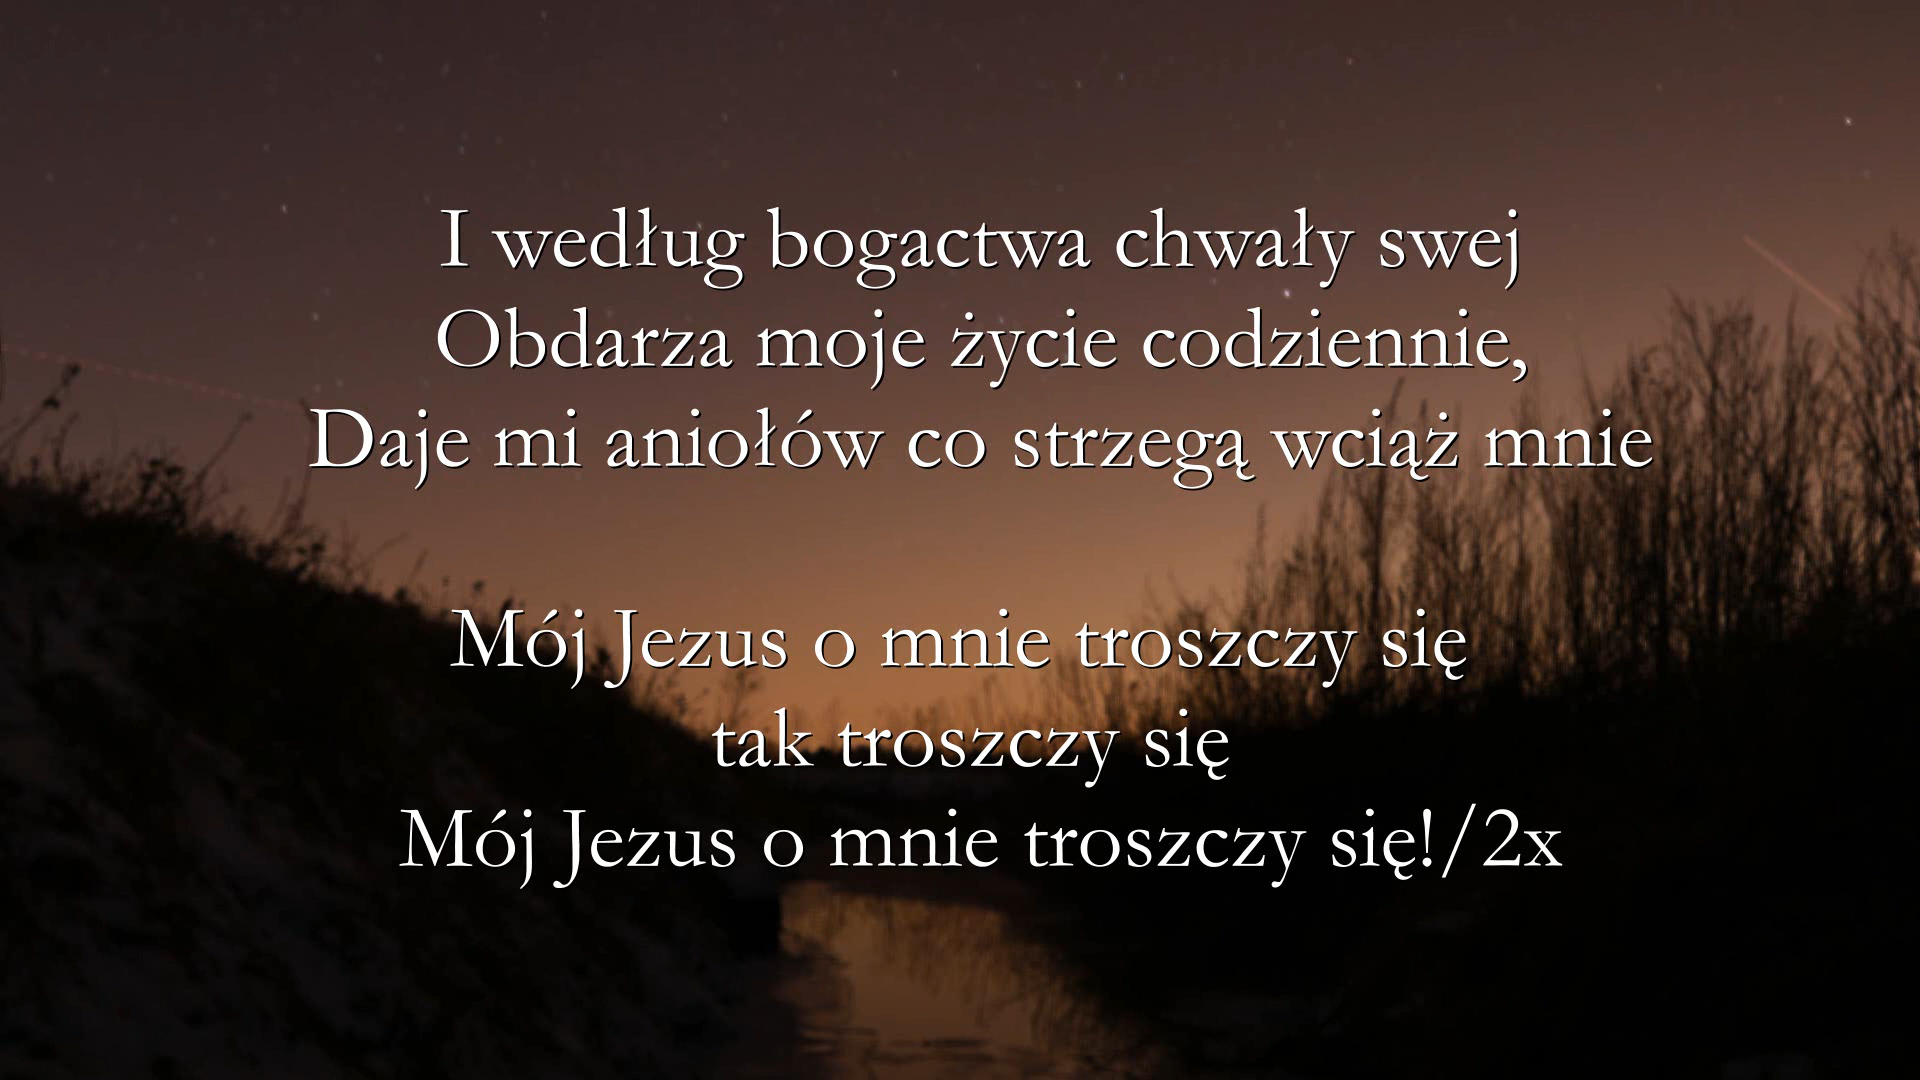 I według bogactwa chwały swej
Obdarza moje życie codziennie,
Daje mi aniołów co strzegą wciąż mnie
Mój Jezus o mnie troszczy się
tak troszczy się
Mój Jezus o mnie troszczy się!/2x